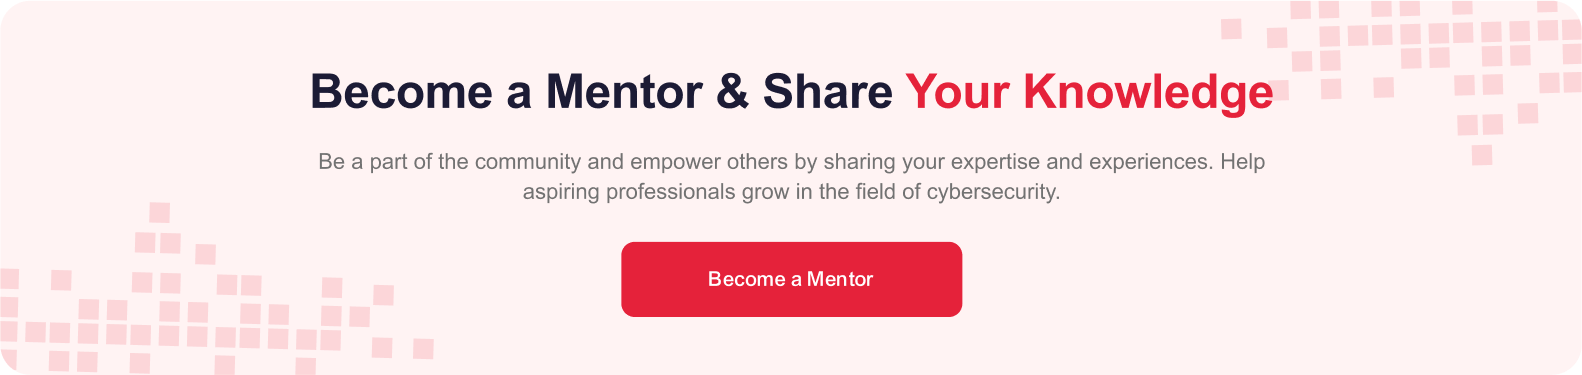 Become a Mentor & Share Your Knowledge
Be a part of the community and empower others by sharing your expertise and experiences. Help
aspiring professionals grow in the field of cybersecurity.
Become a Mentor